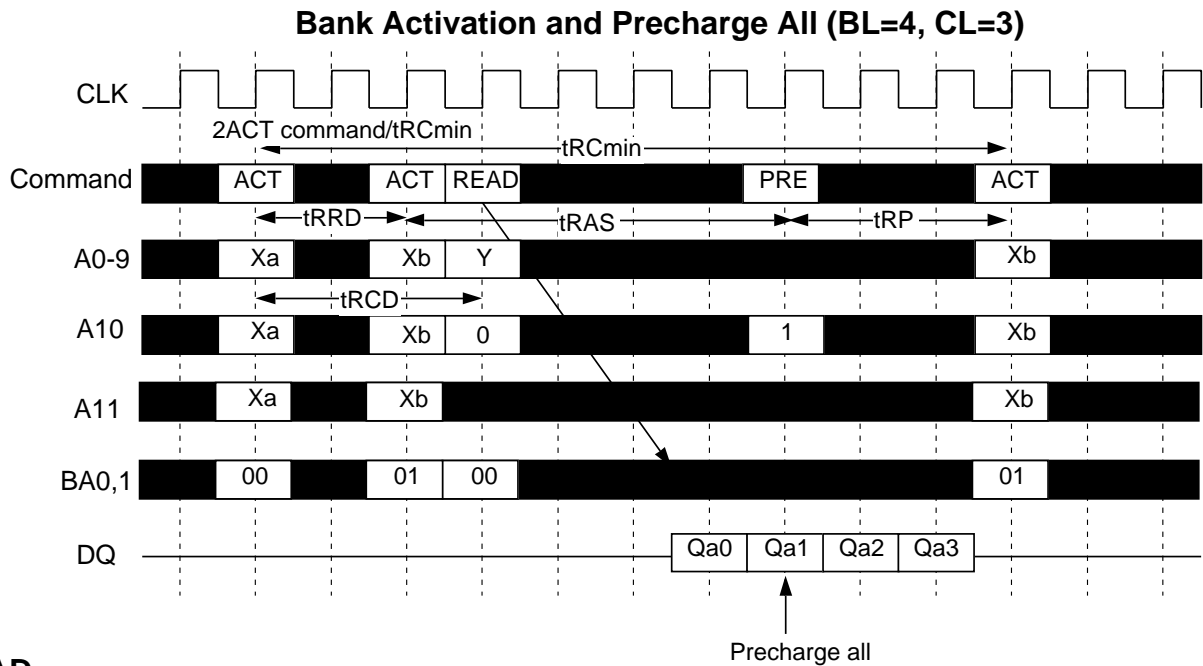 Bank Activation and Precharge All (BL=4, CL=3)
CLK
2ACT command/tRCmin
tRCmin
Command ACT ACT READ PRE ACT
tRRD tRAS tRP
A0-9 Xa Xb Y Xb
tRCD
A10 Xa Xb 0 1 Xb
A11 Xa Xb Xb
BA0,1 00 01 00 01
DQ Qa0 Qa1 Qa2 Qa3
Precharge all